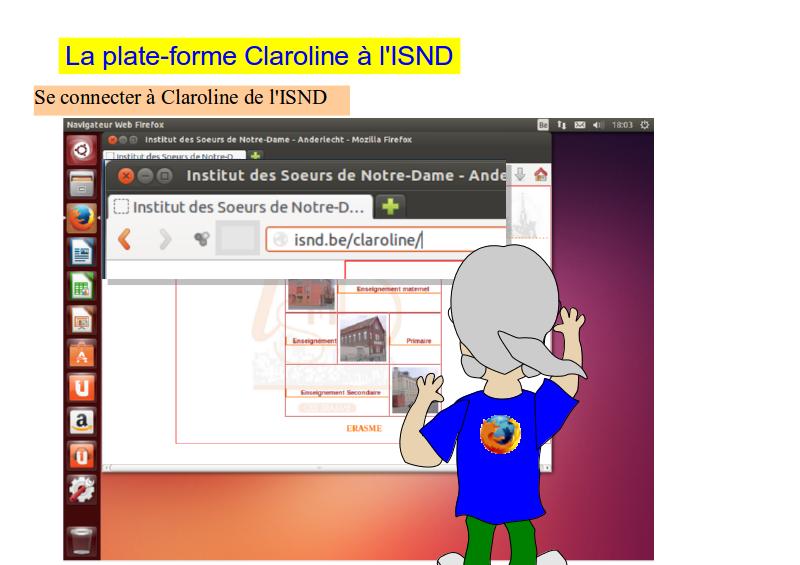 La plate-forme Claroline à l'ISND
Se connecter à Claroline de l'ISND
Navigateur Web Firefox
Be
18:03
Institut des Soeurs de Notre-Dame - Anderlecht - Mozilla Firefox
Institut des Soeurs de Notre-D...
Institut des Soeurs de Notre-Dame - Ande
Institut des Soeurs de Notre-D...
isnd.be/claroline/
Enseignement maternel
Enseignement Primaire
Enseignement Secondaire
ERASME